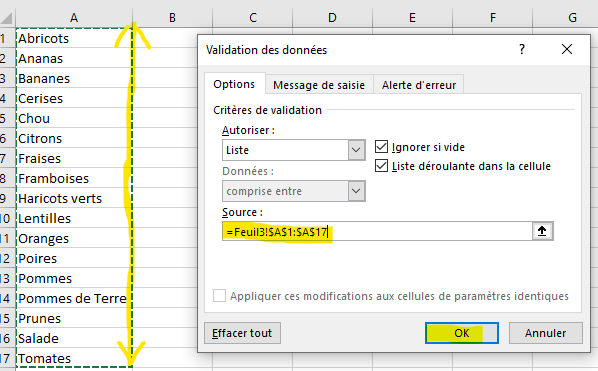 A B C D E F G
1 Abricots
2 Ananas
3 Bananes
4 Cerises
5 Chou
6 Citrons
7 Fraises
8 Framboises
9 Haricots verts
10 Lentilles
11 Oranges
12 Poires
13 Pommes
14 Pommes de Terre
15 Prunes
16 Salade
17 Tomates
Validation des données ? ×
Options Message de saisie Alerte d'erreur
Critères de validation
Autoriser :
Liste
Ignorer si vide
Données :
Liste déroulante dans la cellule
comprise entre
Source :
=Feuil3!$A$1:$A$17
Appliquer ces modifications aux cellules de paramètres identiques
Effacer tout OK Annuler